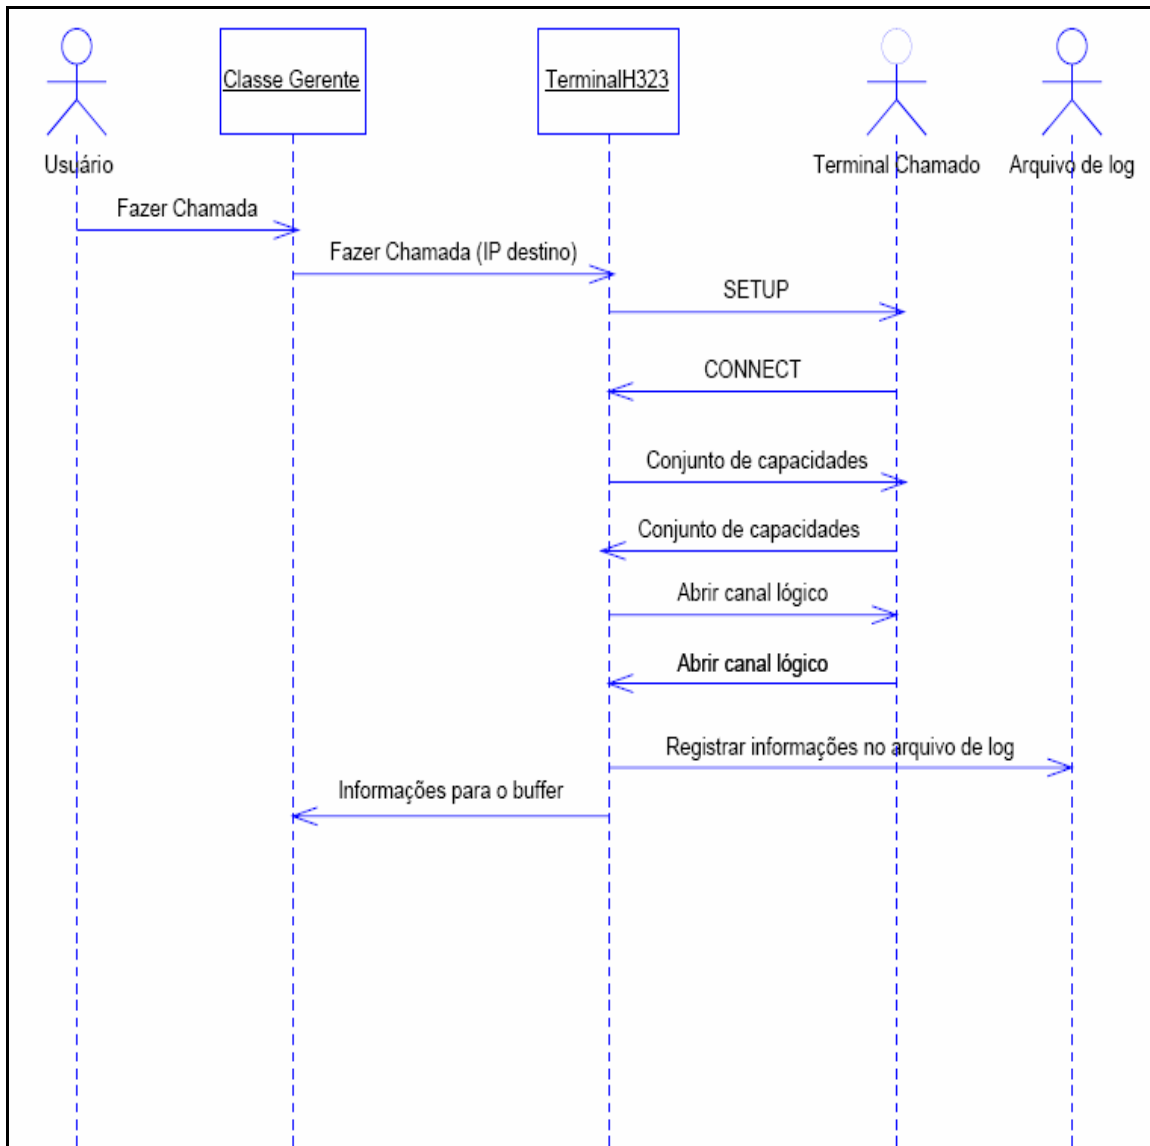 Classe Gerente
TerminalH323
Usuário
Terminal Chamado
Arquivo de log
Fazer Chamada
Fazer Chamada (IP destino)
SETUP
CONNECT
Conjunto de capacidades
Conjunto de capacidades
Abrir canal lógico
Abrir canal lógico
Registrar informações no arquivo de log
Informações para o buffer